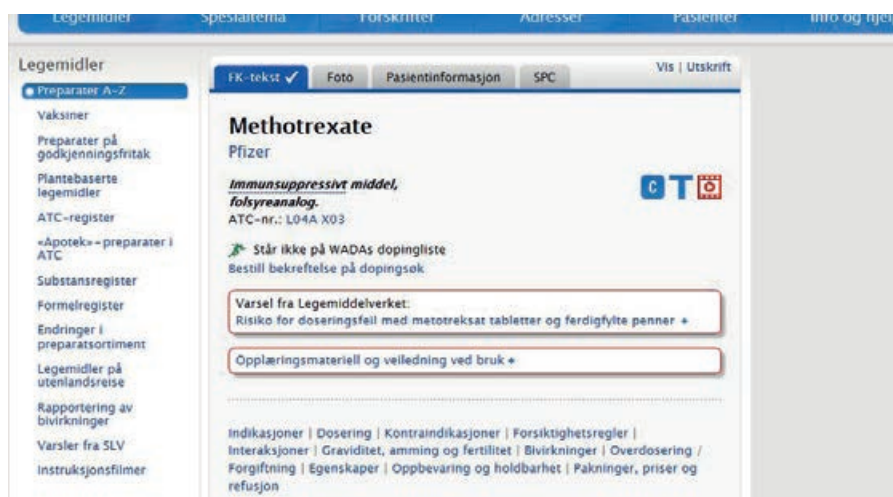 Legemidler Spesialtema Forskrifter Adresser Pasienter Info og hjel
Legemidler
Preparater A-Z
Vaksiner
Preparater på
godkjenningsfritak
Plantebaserte
legemidler
ATC-register
«Apotek»-preparater i
ATC
Substansregister
Formelregister
Endringer i
preparatsortiment
Legemidler på
utenlandsreise
Rapportering av
bivirkninger
Varsler fra SLV
Instruksjonsfilmer
FK-tekst ✓ Foto Pasientinformasjon SPC Vis | Utskrift
Methotrexate
Pfizer
Immunsuppressivt middel,
folsyreanalog.
ATC-nr.: L04A X03
C T
Står ikke på WADAs dopingliste
Bestill bekreftelse på dopingsøk
Varsel fra Legemiddelverket:
Risiko for doseringsfeil med metotreksat tabletter og ferdigfylte penner +
Opplæringsmateriell og veiledning ved bruk +
Indikasjoner | Dosering | Kontraindikasjoner | Forsiktighetsregler |
Interaksjoner | Graviditet, amming og fertilitet | Bivirkninger | Overdosering /
Forgiftning | Egenskaper | Oppbevaring og holdbarhet | Pakninger, priser og
refusjon